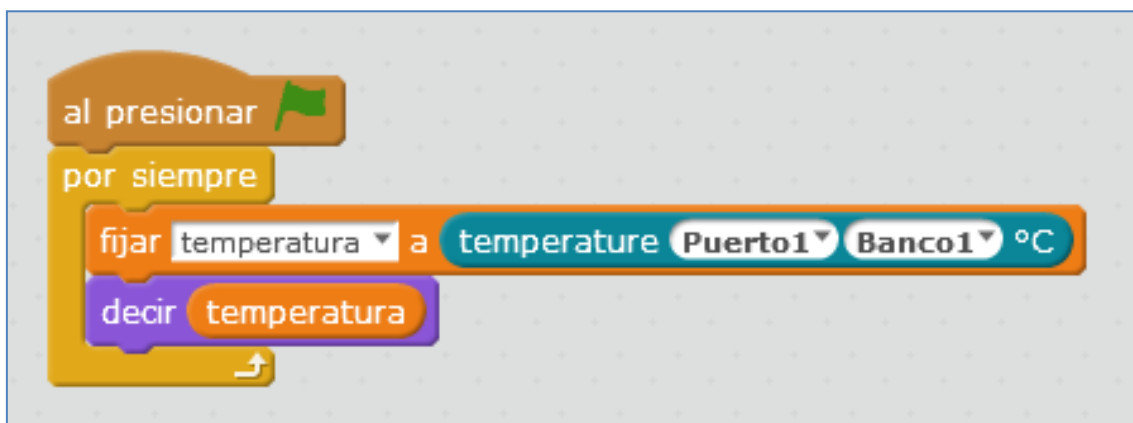 al presionar
por siempre
fijar temperatura a temperature Puerto1 Banco1 °C
decir temperatura